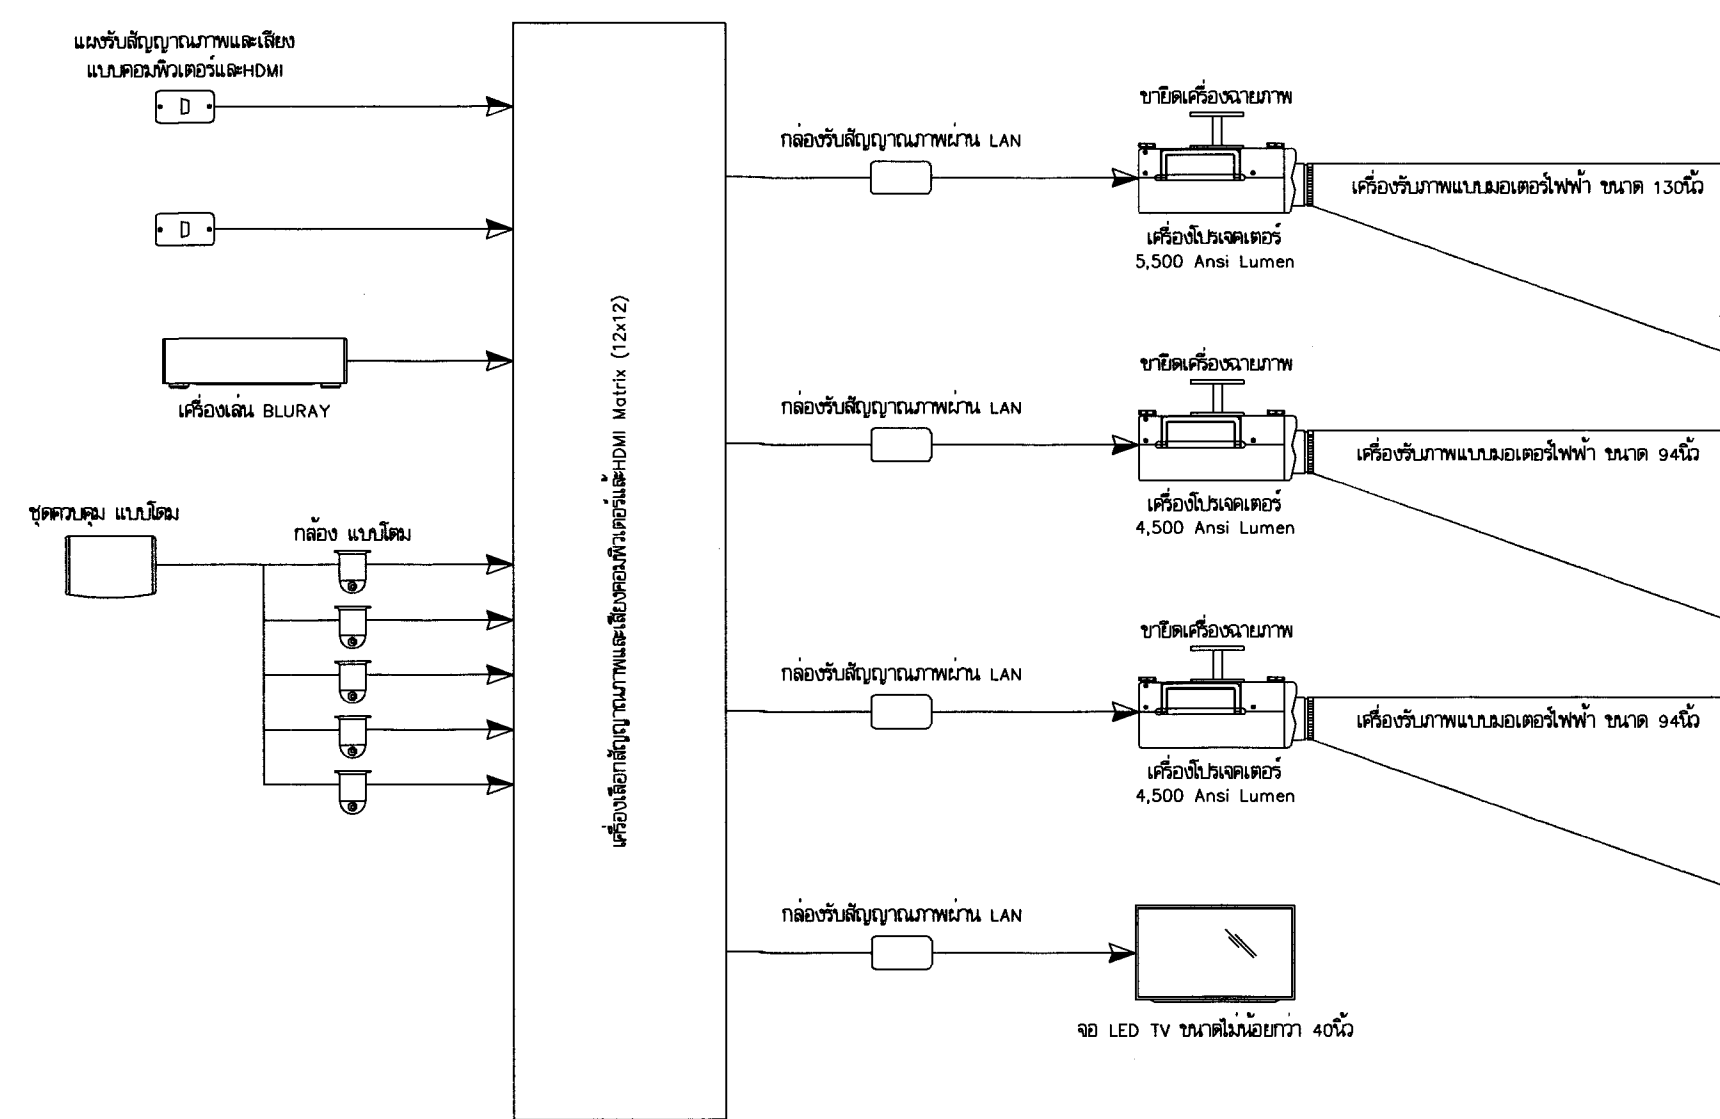 แผงรับสัญญาณภาพและเสียง
แบบคอมพิวเตอร์และHDMI
เครื่องเล่น BLURAY
ชุดควบคุม แบบโดม
กล้อง แบบโดม
เครื่องเลือกสัญญาณภาพและเสียงคอมพิวเตอร์และHDMI Matrix (12x12)
กล่องรับสัญญาณภาพผ่าน LAN
ขายึดเครื่องฉายภาพ
เครื่องรับภาพแบบมอเตอร์ไฟฟ้า ขนาด 130นิ้ว
เครื่องโปรเจคเตอร์
5,500 Ansi Lumen
กล่องรับสัญญาณภาพผ่าน LAN
ขายึดเครื่องฉายภาพ
เครื่องรับภาพแบบมอเตอร์ไฟฟ้า ขนาด 94นิ้ว
เครื่องโปรเจคเตอร์
4,500 Ansi Lumen
กล่องรับสัญญาณภาพผ่าน LAN
ขายึดเครื่องฉายภาพ
เครื่องรับภาพแบบมอเตอร์ไฟฟ้า ขนาด 94นิ้ว
เครื่องโปรเจคเตอร์
4,500 Ansi Lumen
กล่องรับสัญญาณภาพผ่าน LAN
จอ LED TV ขนาดไม่น้อยกว่า 40นิ้ว